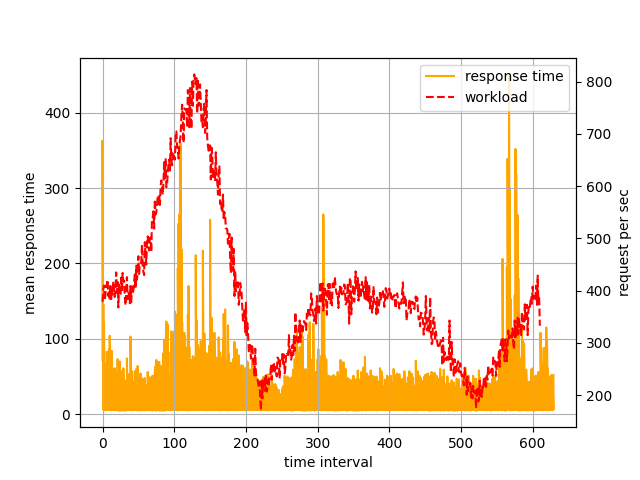 response time
workload
mean response time
400
300
200
100
0
800
700
600
500
400
300
200
request per sec
0 100 200 300 400 500 600
time interval